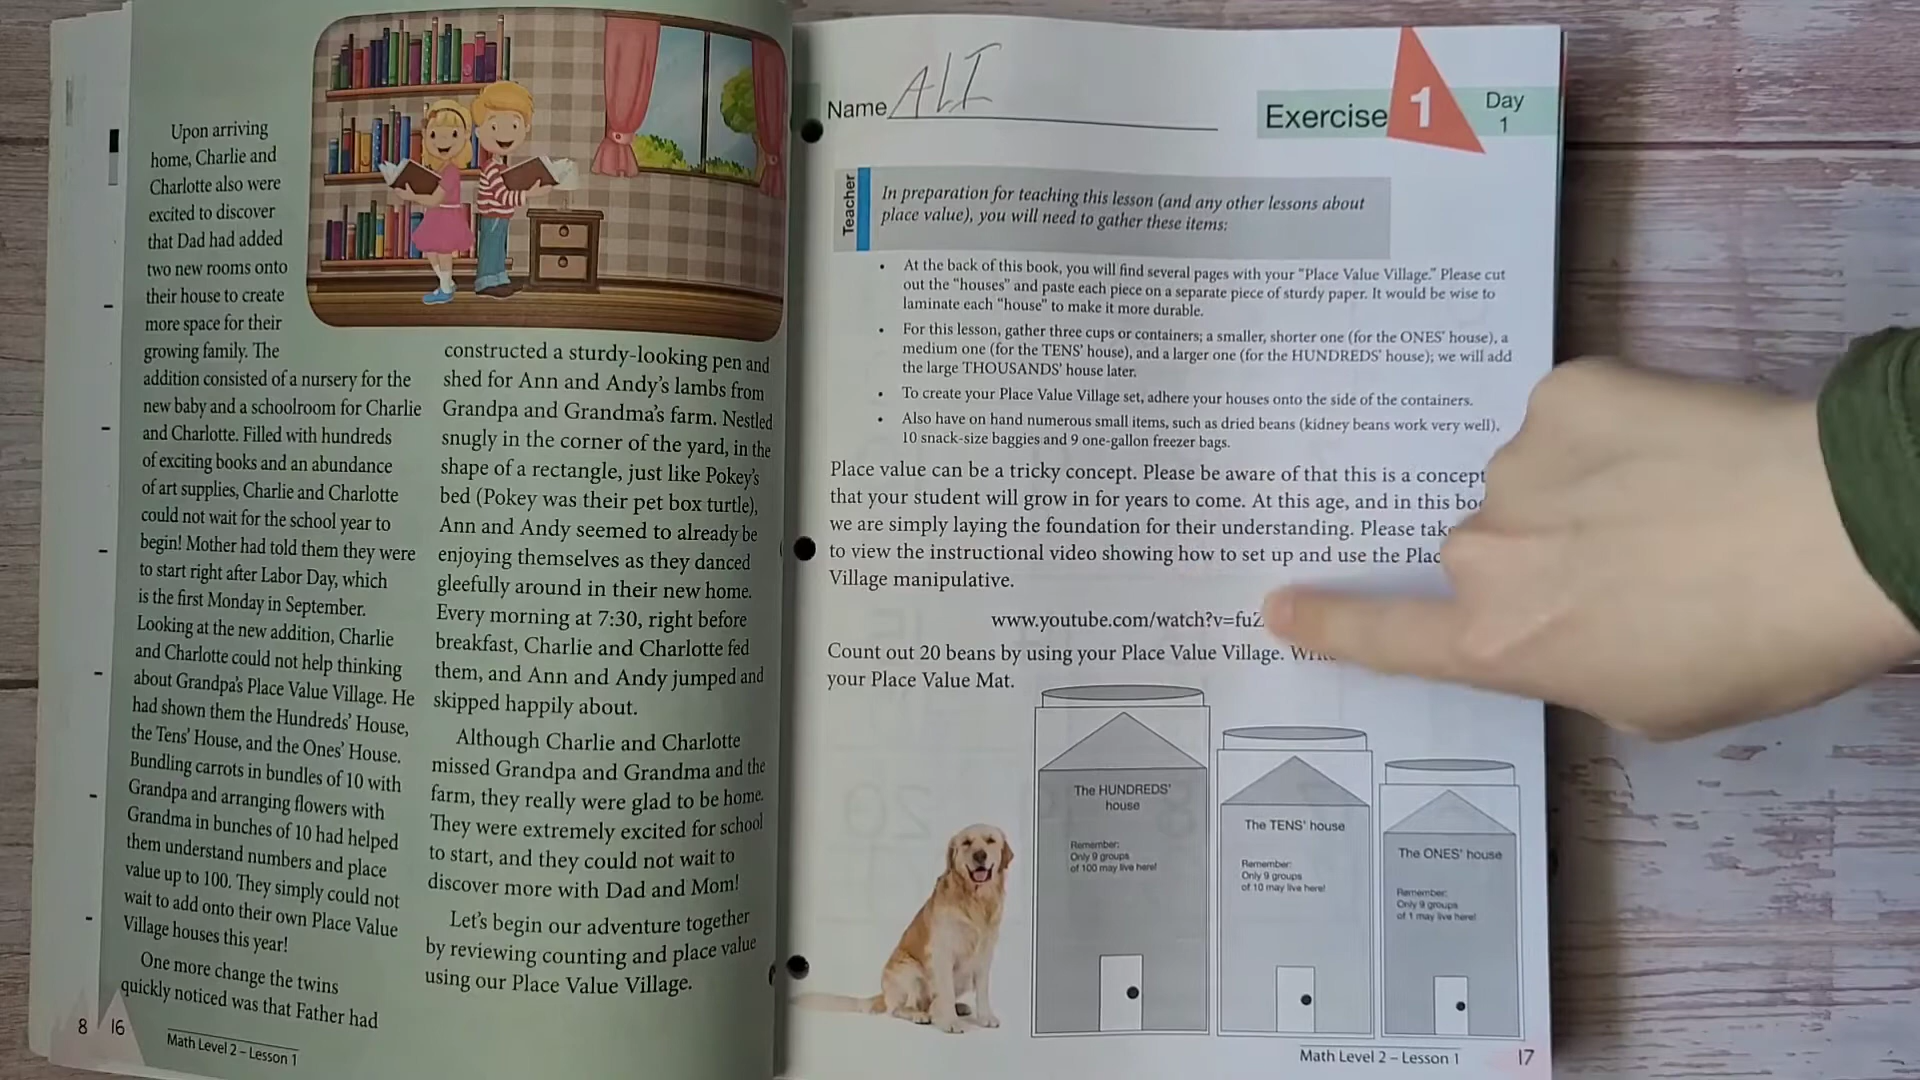 Upon arriving
home, Charlie and
Charlotte also were
excited to discover
that Dad had added
two new rooms onto
their house to create
more space for their
growing family. The
addition consisted of a nursery for the
new baby and a schoolroom for Charlie
and Charlotte. Filled with hundreds
of exciting books and an abundance
of art supplies, Charlie and Charlotte
could not wait for the school year to
begin! Mother had told them they were
to start right after Labor Day, which
is the first Monday in September.
Looking at the new addition, Charlie
and Charlotte could not help thinking
about Grandpa's Place Value Village. He
had shown them the Hundreds' House,
the Tens' House, and the Ones' House.
Bundling carrots in bundles of 10 with
Grandpa and arranging flowers with
Grandma in bunches of 10 had helped
them understand numbers and place
value up to 100. They simply could not
wait to add onto their own Place Value
Village houses this year!
One more change the twins
quickly noticed was that Father had
constructed a sturdy-looking pen and
shed for Ann and Andy's lambs from
Grandpa and Grandma's farm. Nestled
snugly in the corner of the yard, in the
shape of a rectangle, just like Pokey's
bed (Pokey was their pet box turtle),
Ann and Andy seemed to already be
enjoying themselves as they danced
gleefully around in their new home.
Every morning at 7:30, right before
breakfast, Charlie and Charlotte fed
them, and Ann and Andy jumped and
skipped happily about.
Although Charlie and Charlotte
missed Grandpa and Grandma and the
farm, they really were glad to be home.
They were extremely excited for school
to start, and they could not wait to
discover more with Dad and Mom!
Let's begin our adventure together
by reviewing counting and place value
using our Place Value Village.
8 16
Math Level 2 – Lesson 1
Name ALI
Exercise 1
Day
1
Teacher
In preparation for teaching this lesson (and any other lessons about
place value), you will need to gather these items:
• At the back of this book, you will find several pages with your "Place Value Village." Please cut
out the "houses" and paste each piece on a separate piece of sturdy paper. It would be wise to
laminate each "house" to make it more durable.
• For this lesson, gather three cups or containers; a smaller, shorter one (for the ONES' house), a
medium one (for the TENS' house), and a larger one (for the HUNDREDS' house); we will add
the large THOUSANDS' house later.
• To create your Place Value Village set, adhere your houses onto the side of the containers.
• Also have on hand numerous small items, such as dried beans (kidney beans work very well),
10 snack-size baggies and 9 one-gallon freezer bags.
Place value can be a tricky concept. Please be aware of that this is a concept
that your student will grow in for years to come. At this age, and in this
we are simply laying the foundation for their understanding. Please
to view the instructional video showing how to set up and use the
Village manipulative.
www.youtube.com/watch?v=fuZ
Count out 20 beans by using your Place Value Village.
your Place Value Mat.
The HUNDREDS'
house
Remember:
Only 9 groups
of 100 may live here!
The TENS' house
Remember:
Only 9 groups
of 10 may live here!
The ONES' house
Remember:
Only 9 groups
of 1 may live here!
Math Level 2 – Lesson 1
17